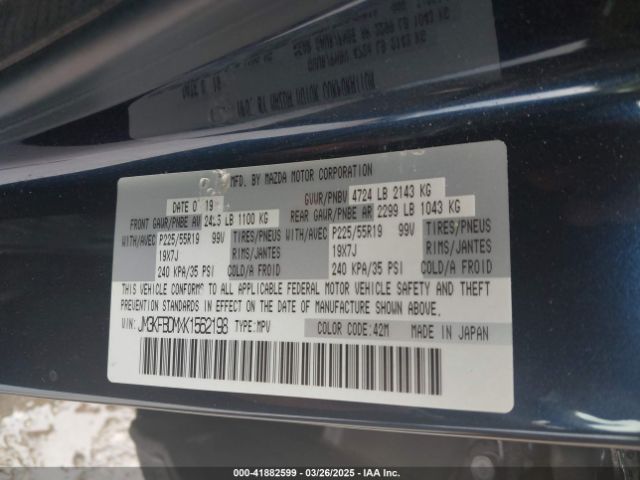 MFD. BY MAZDA MOTOR CORPORATION
DATE 19
GVWR/PNBV 4724 LB 2143 KG
FRONT GAWR/PNBE AV LB 1100 KG
REAR GAWR/PNBE AR 2299 LB 1043 KG
WITH/AVEC P225/55R19 99V TIRES/PNEUS
19X7J RIMS/JANTES
240 KPA/35 PSI COLD/A FROID
WITH/AVEC P225/55R19 99V TIRES/PNEUS
19X7J RIMS/JANTES
240 KPA/35 PSI COLD/A FROID
THIS VEHICLE CONFORMS TO ALL APPLICABLE FEDERAL MOTOR VEHICLE SAFETY AND THEFT
PREVENTION STANDARDS IN EFFECT ON THE DATE OF MANUFACTURE SHOWN ABOVE.
VIN: TYPE:MPV COLOR CODE:42M MADE IN JAPAN
000-41882599 - 03/26/2025 - IAA Inc.